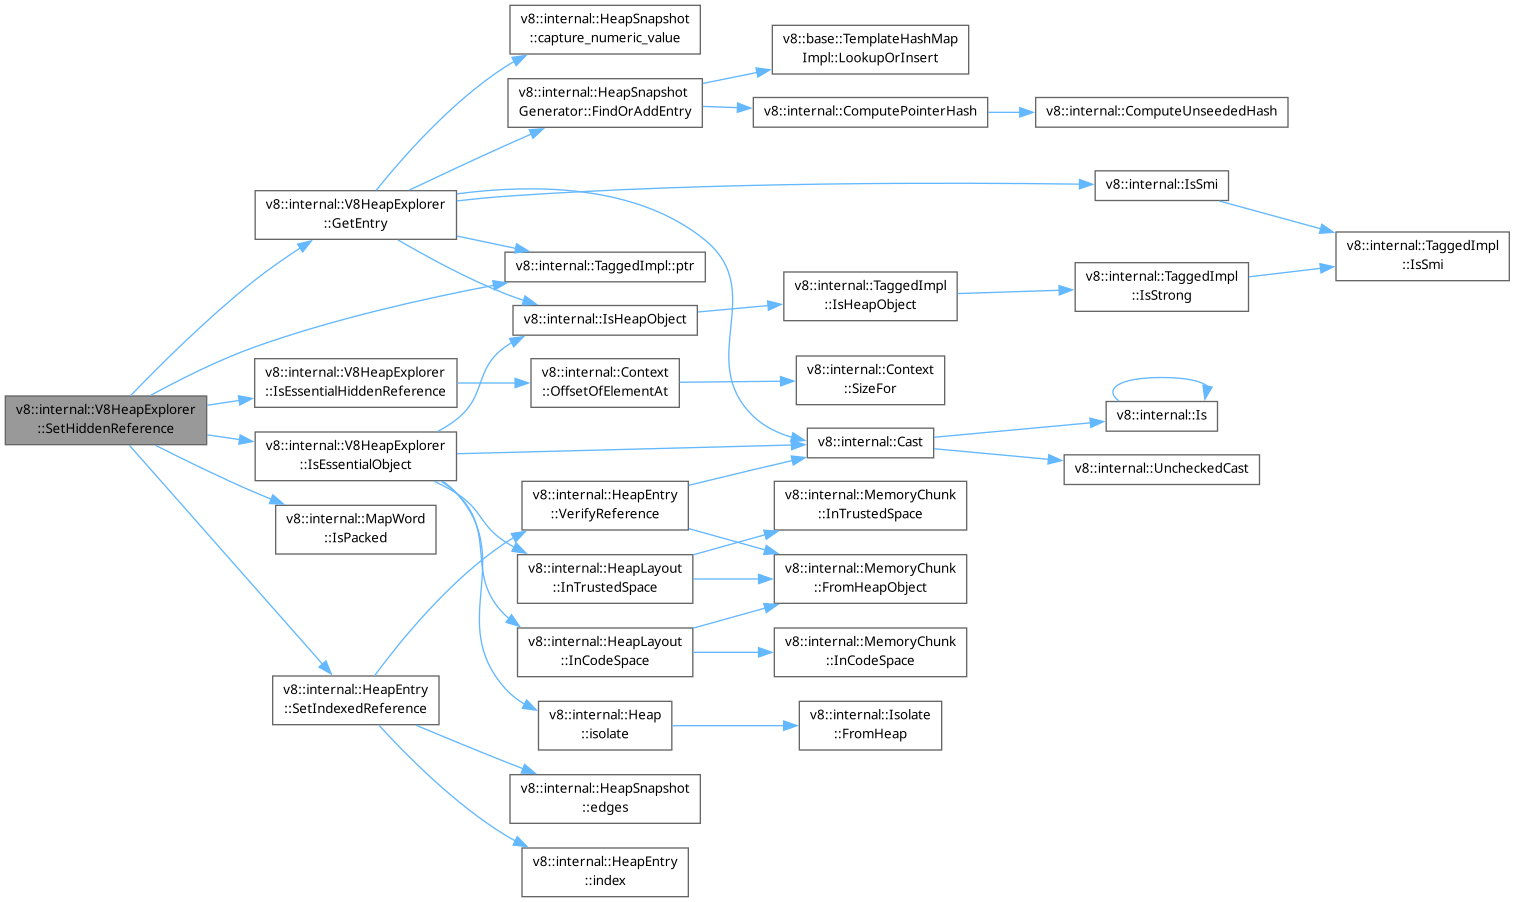 v8::internal::HeapSnapshot
::capture_numeric_value
v8::base::TemplateHashMap
Impl::LookupOrInsert
v8::internal::HeapSnapshot
Generator::FindOrAddEntry
v8::internal::ComputePointerHash
v8::internal::ComputeUnseededHash
v8::internal::V8HeapExplorer
::GetEntry
v8::internal::IsSmi
v8::internal::TaggedImpl
::IsSmi
v8::internal::TaggedImpl::ptr
v8::internal::TaggedImpl
::IsHeapObject
v8::internal::TaggedImpl
::IsStrong
v8::internal::IsHeapObject
v8::internal::V8HeapExplorer
::IsEssentialHiddenReference
v8::internal::Context
::OffsetOfElementAt
v8::internal::Context
::SizeFor
v8::internal::V8HeapExplorer
::SetHiddenReference
v8::internal::Is
v8::internal::V8HeapExplorer
::IsEssentialObject
v8::internal::Cast
v8::internal::UncheckedCast
v8::internal::MapWord
::IsPacked
v8::internal::HeapEntry
::VerifyReference
v8::internal::MemoryChunk
::InTrustedSpace
v8::internal::HeapLayout
::InTrustedSpace
v8::internal::MemoryChunk
::FromHeapObject
v8::internal::HeapLayout
::InCodeSpace
v8::internal::MemoryChunk
::InCodeSpace
v8::internal::HeapEntry
::SetIndexedReference
v8::internal::Heap
::isolate
v8::internal::Isolate
::FromHeap
v8::internal::HeapSnapshot
::edges
v8::internal::HeapEntry
::index